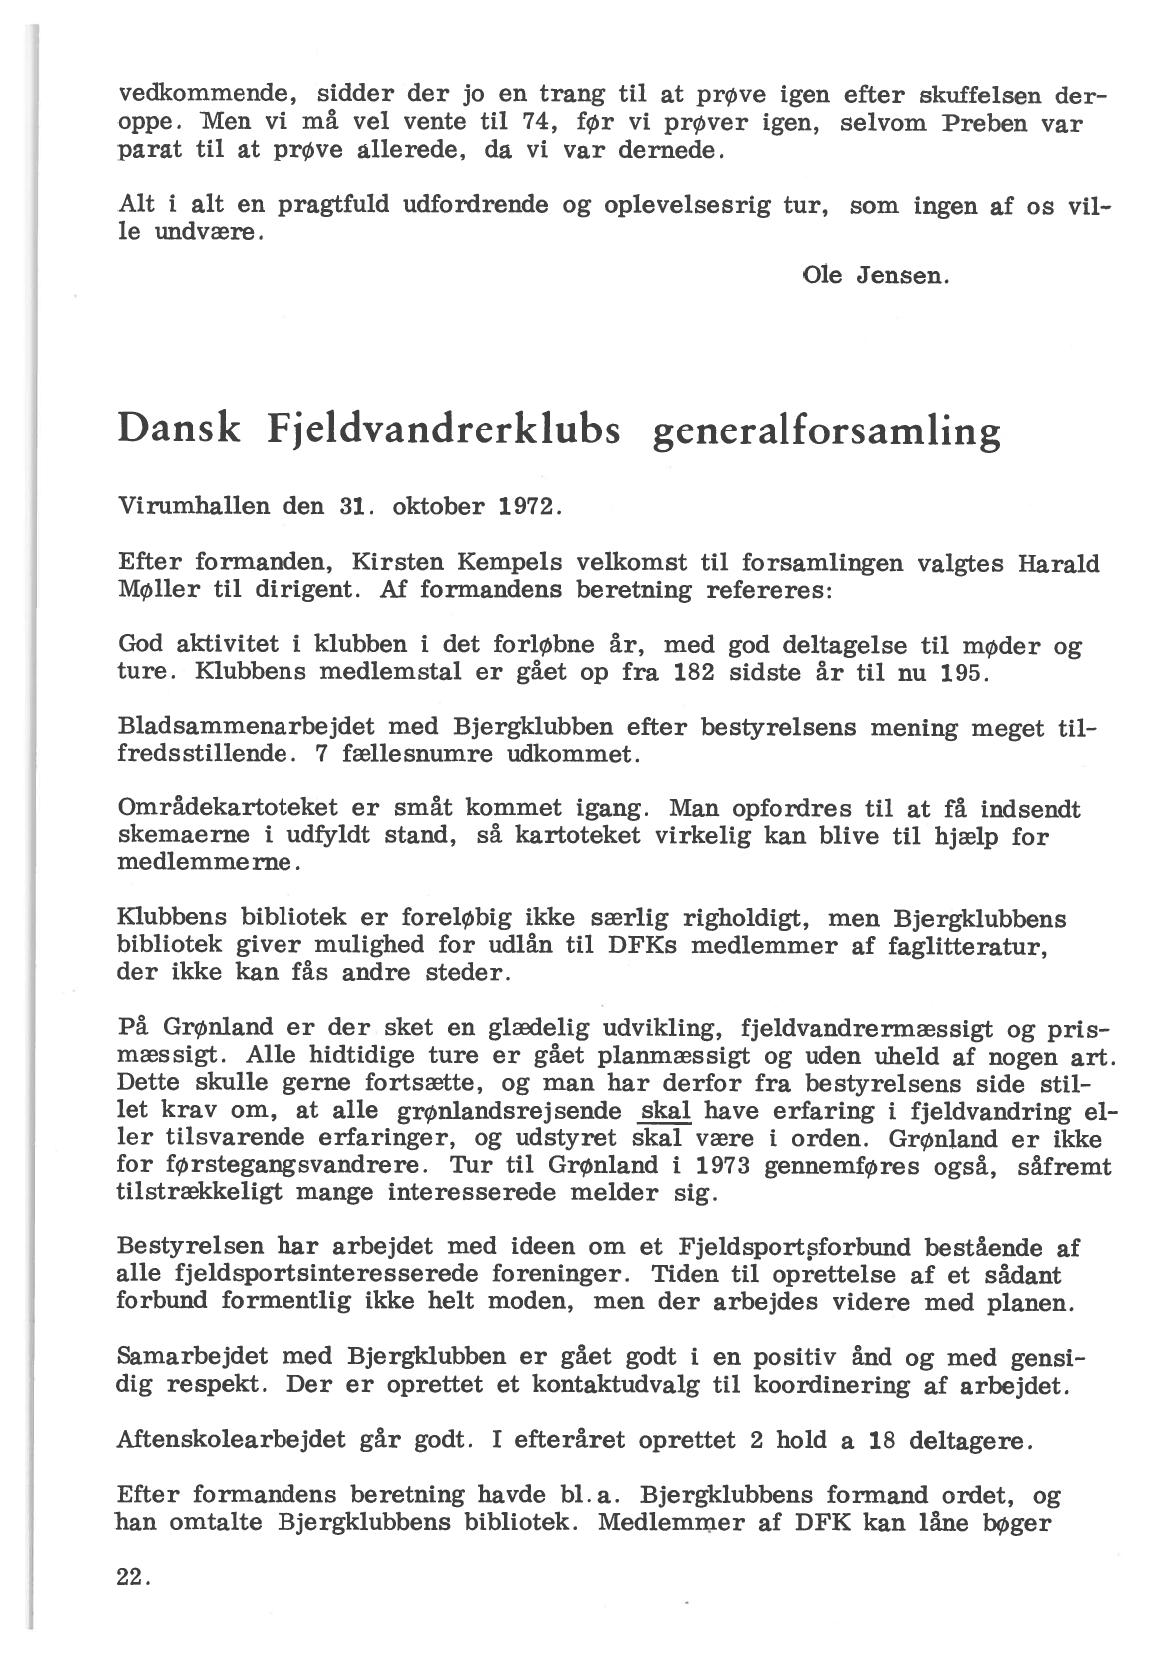 vedkommende, sidder der jo en trang til at prøve igen efter skuffelsen der-
oppe. Men vi må vel vente til 74, før vi prøver igen, selvom Preben var
parat til at prøve allerede, da vi var dernede.
Alt i alt en pragtfuld udfordrende og oplevelsesrig tur, som ingen af os vil-
le undvære.
Ole Jensen.
Dansk Fjeldvandrerklubs generalforsamling
Virumhallen den 31. oktober 1972.
Efter formanden, Kirsten Kempels velkomst til forsamlingen valgtes Harald
Møller til dirigent. Af formandens beretning refereres:
God aktivitet i klubben i det forløbne år, med god deltagelse til møder og
ture. Klubbens medlemstal er gået op fra 182 sidste år til nu 195.
Bladsammenarbejdet med Bjergklubben efter bestyrelsens mening meget til-
fredsstillende. 7 fællesnumre udkommet.
Områdekartoteket er småt kommet igang. Man opfordres til at få indsendt
skemaerne i udfyldt stand, så kartoteket virkelig kan blive til hjælp for
medlemmerne.
Klubbens bibliotek er foreløbig ikke særlig righoldigt, men Bjergklubbens
bibliotek giver mulighed for udlån til DFKs medlemmer af faglitteratur,
der ikke kan fås andre steder.
På Grønland er der sket en glædelig udvikling, fjeldvandrermæssigt og pris-
mæssigt. Alle hidtidige ture er gået planmæssigt og uden uheld af nogen art.
Dette skulle gerne fortsætte, og man har derfor fra bestyrelsens side stil-
let krav om, at alle grønlandsrejsende skal have erfaring i fjeldvandring el-
ler tilsvarende erfaringer, og udstyret skal være i orden. Grønland er ikke
for førstegangsvandrere. Tur til Grønland i 1973 gennemføres også, såfremt
tilstrækkeligt mange interesserede melder sig.
Bestyrelsen har arbejdet med ideen om et Fjeldsportsforbund bestående af
alle fjeldsportsinteresserede foreninger. Tiden til oprettelse af et sådant
forbund formentlig ikke helt moden, men der arbejdes videre med planen.
Samarbejdet med Bjergklubben er gået godt i en positiv ånd og med gensi-
dig respekt. Der er oprettet et kontaktudvalg til koordinering af arbejdet.
Aftenskolearbejdet går godt. I efteråret oprettet 2 hold a 18 deltagere.
Efter formandens beretning havde bl.a. Bjergklubbens formand ordet, og
han omtalte Bjergklubbens bibliotek. Medlemmer af DFK kan låne bøger
22.